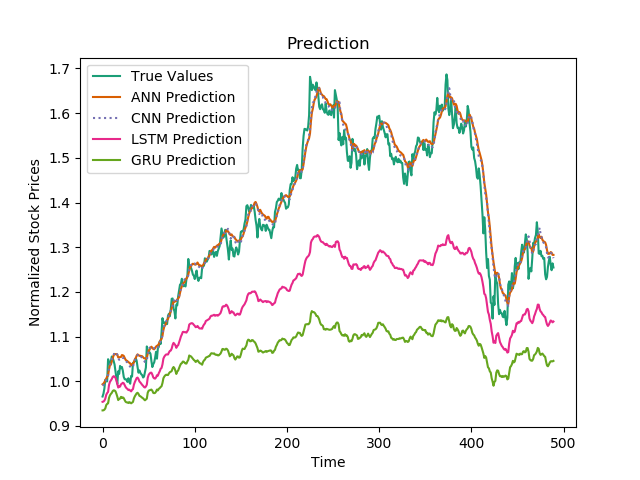 Prediction
True Values
ANN Prediction
CNN Prediction
LSTM Prediction
GRU Prediction
Normalized Stock Prices
1.7
1.6
1.5
1.4
1.3
1.2
1.1
1.0
0.9
0 100 200 300 400 500
Time